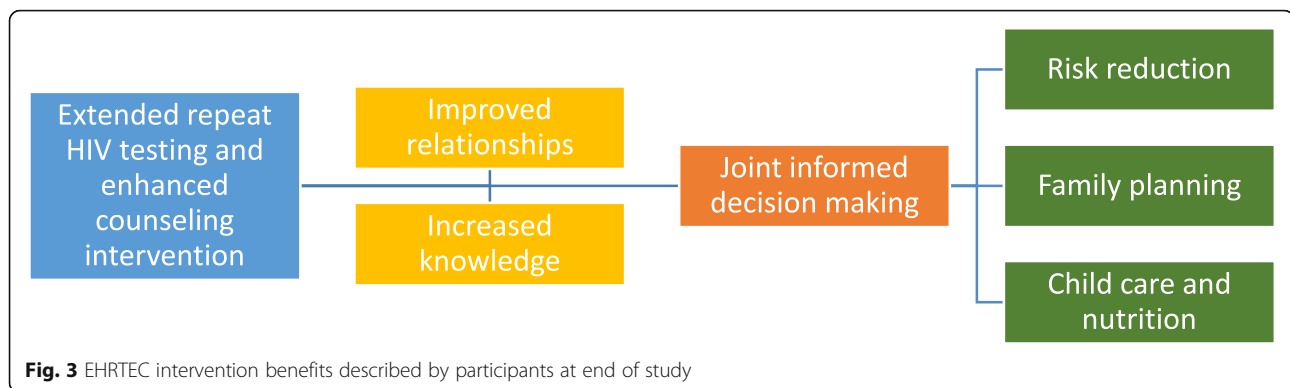 Extended repeat
HIV testing and
enhanced
counseling
intervention
Improved
relationships
Increased
knowledge
Joint informed
decision making
Risk reduction
Family planning
Child care and
nutrition
Fig. 3 EHRTEC intervention benefits described by participants at end of study